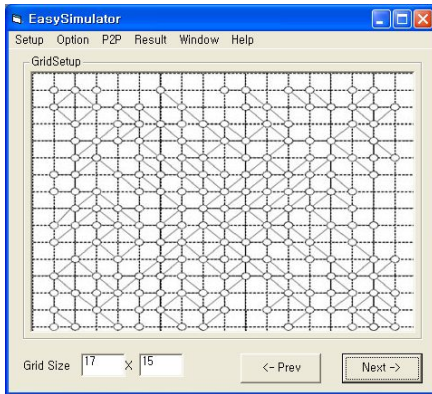 EasySimulator
Setup Option P2P Result Window Help
GridSetup
Grid Size 17 X 15 <- Prev Next ->